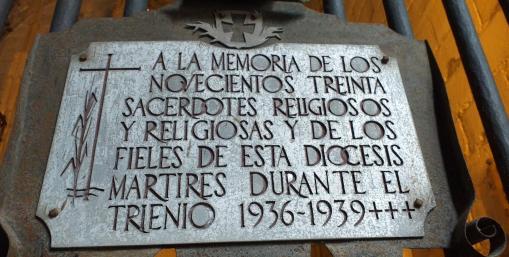 A LA MEMORIA DE LOS
NOVECIENTOS TREINTA
SACERDOTES RELIGIOSOS
Y RELIGIOSAS Y DE LOS
FIELES DE ESTA DIOCESIS
MARTIRES DURANTE EL
TRIENIO 1936-1939+++